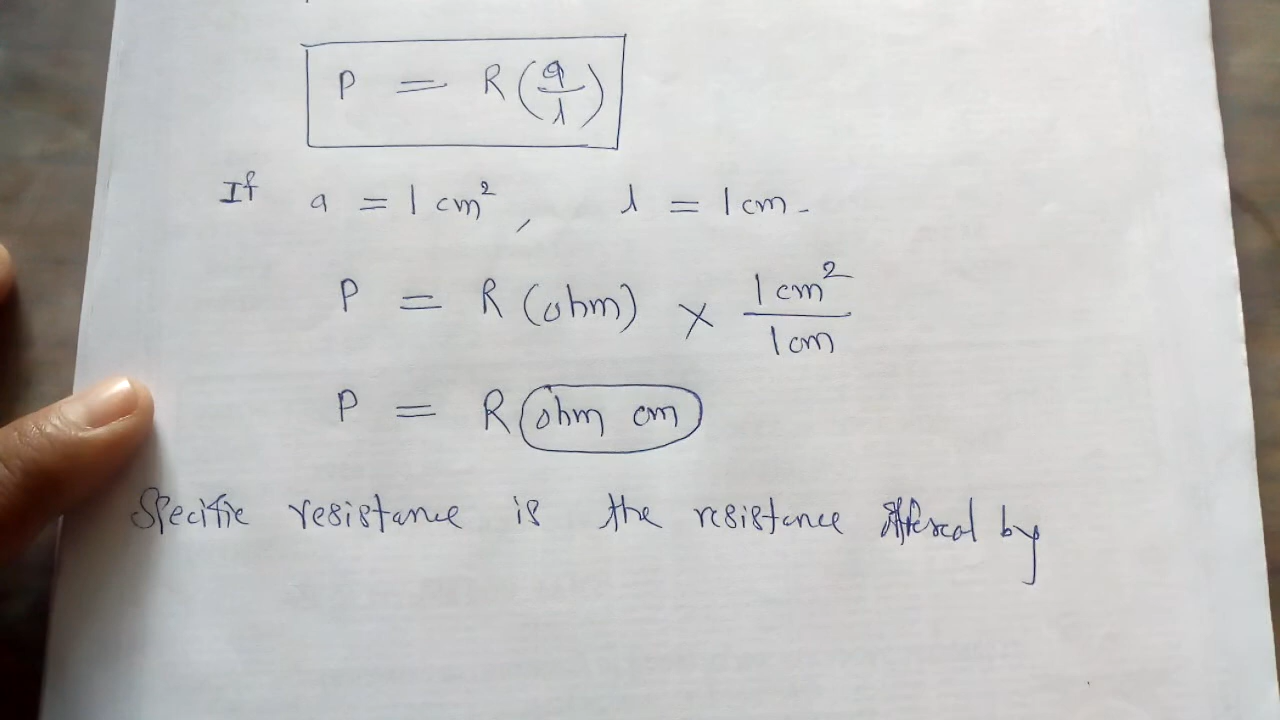 P = R(a/l)
If a = 1 cm², l = 1 cm.
P = R (ohm) × 1 cm²/1 cm
P = R (ohm cm)
Specific resistance is the resistance offered by